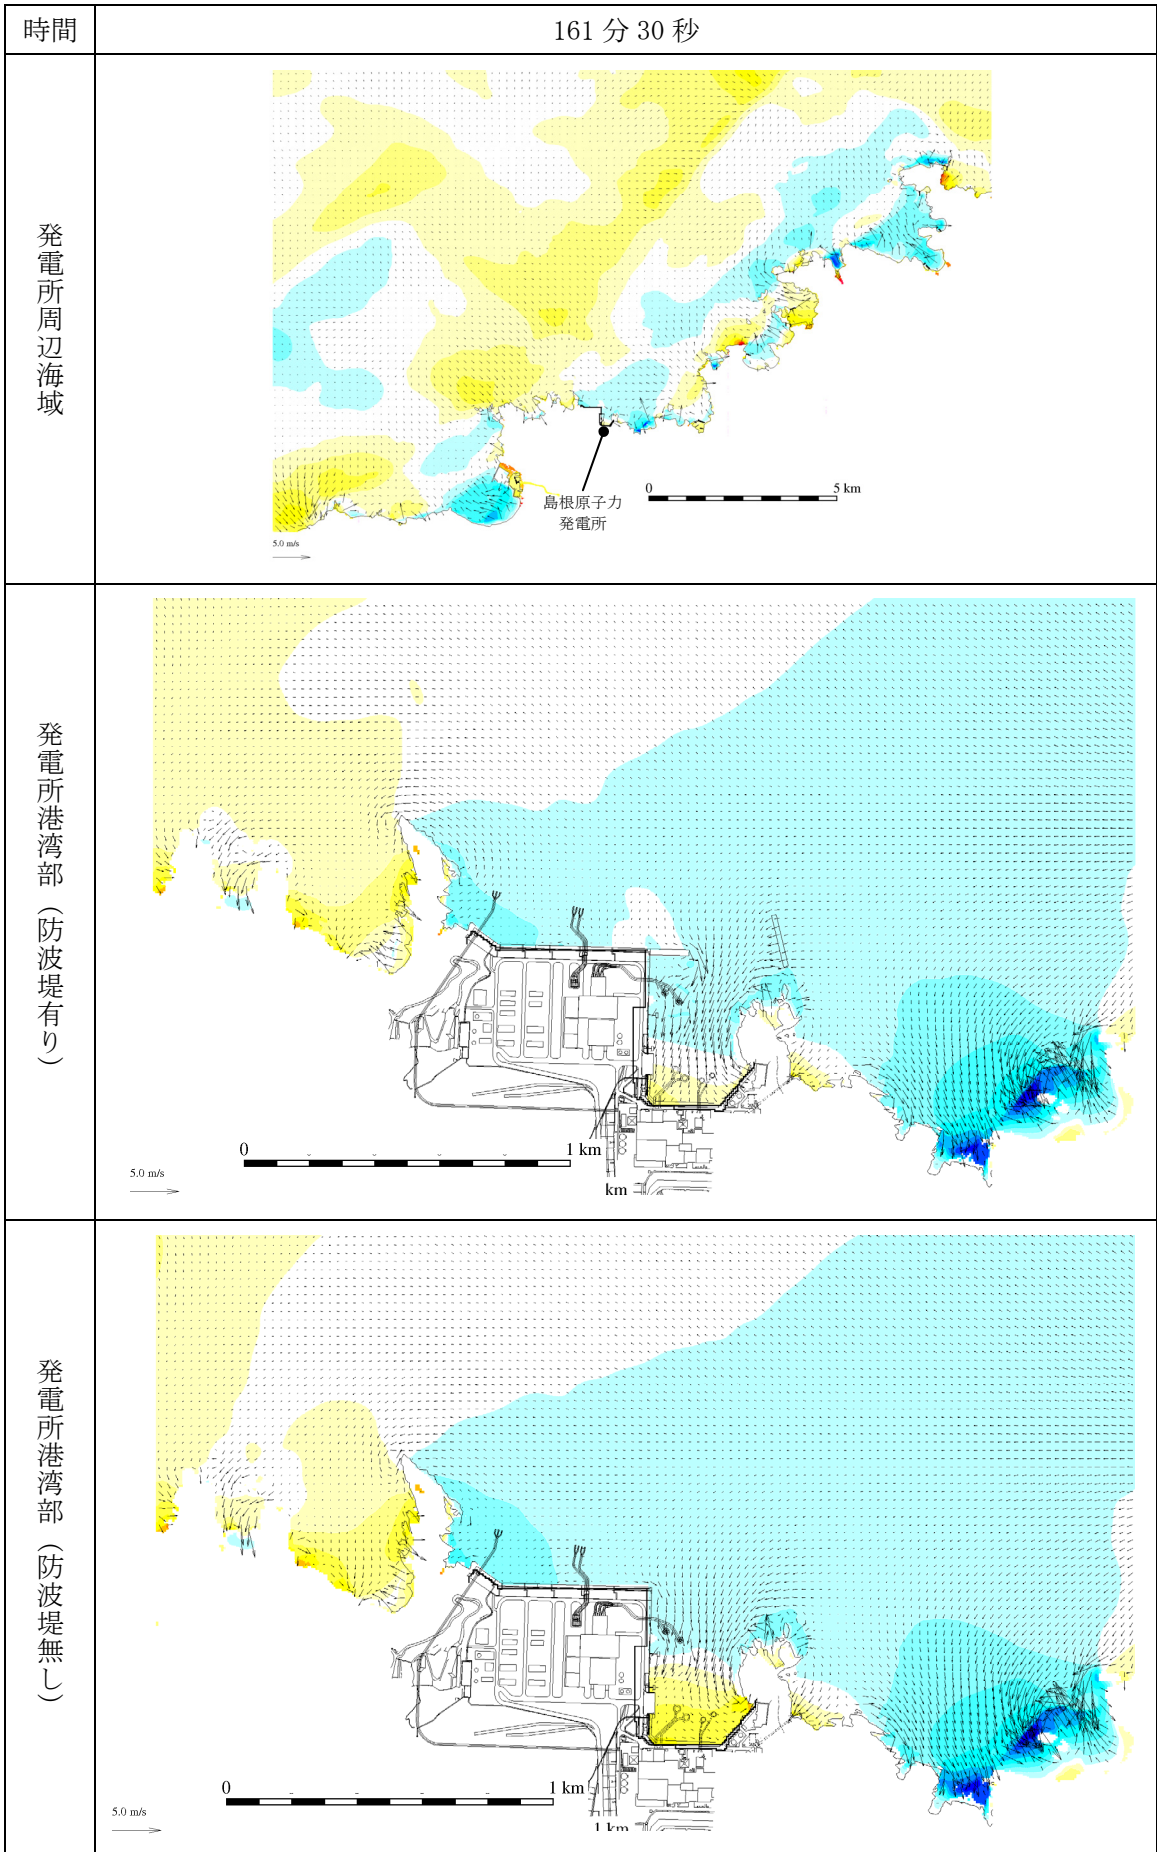 時間
161 分 30 秒
発電所周辺海域
島根原子力
発電所
0
5 km
5.0 m/s
発電所港湾部（防波堤有り）
0
1 km
5.0 m/s
km
発電所港湾部（防波堤無し）
0
1 km
5.0 m/s
1 km